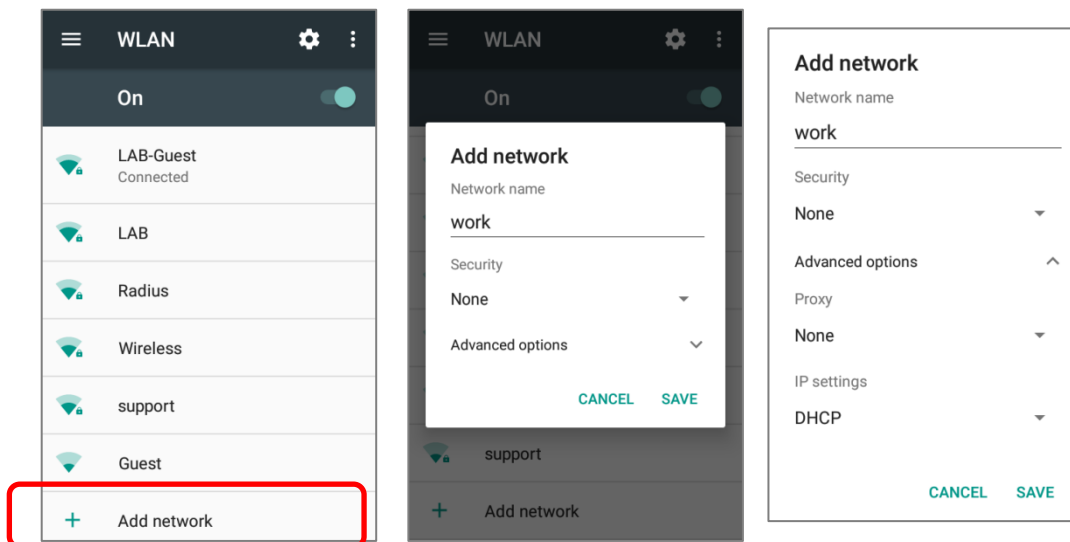 WLAN
On
LAB-Guest
Connected
LAB
Radius
Wireless
support
Guest
Add network
WLAN
On
Add network
Network name
work
Security
None
Advanced options
CANCEL SAVE
support
Add network
Add network
Network name
work
Security
None
Advanced options
Proxy
None
IP settings
DHCP
CANCEL SAVE